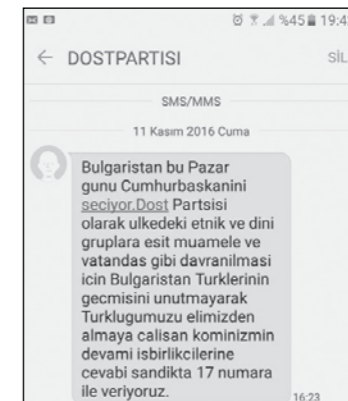 %45 19:43
← DOSTPARTISI SİL
SMS/MMS
11 Kasım 2016 Cuma
Bulgaristan bu Pazar
gunu Cumhurbaskanini
seciyor.Dost Partsisi
olarak ulkedeki etnik ve dini
gruplara esit muamele ve
vatandas gibi davranilmasi
icin Bulgaristan Turklerinin
gecmisini unutmayarak
Turklugumuzu elimizden
almaya calisan kominizmin
devami isbirlikcilerine
cevabi sandikta 17 numara
ile veriyoruz.
16:23